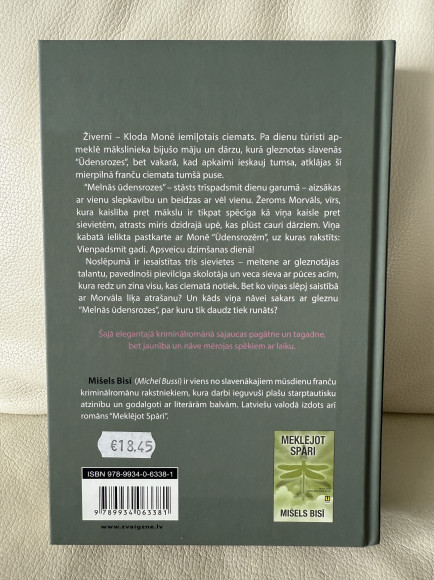 Živernī – Kloda Monē iemīļotais ciemats. Pa dienu tūristi ap-
meklē mākslinieka bijušo māju un dārzu, kurā gleznotas slavenās
"Ūdensrozes", bet vakarā, kad apkaimi ieskauj tumsa, atklājas šī
mierpilnā franču ciemata tumšā puse.
"Melnās ūdensrozes" – stāsts trīspadsmit dienu garumā – aizsākas
ar vienu slepkavību un beidzas ar vēl vienu. Žeroms Morvāls, vīrs,
kura kaislība pret mākslu ir tikpat spēcīga kā viņa kaisle pret
sievietēm, atrasts miris dzidrajā upē, kas plūst cauri dārziem. Viņa
kabatā ielikta pastkarte ar Monē "Ūdensrozēm", uz kuras rakstīts:
Vienpadsmit gadi. Apsveicu dzimšanas dienā!
Noslēpumā ir iesaistītas trīs sievietes – meitene ar gleznotājas
talantu, pavedinoši pievilcīga skolotāja un veca sieva ar pūces acīm,
kura redz un zina visu, kas ciematā notiek. Bet ko viņas slēpj saistībā
ar Morvāla līķa atrašanu? Un kāds viņu nāvei sakars ar gleznu
"Melnās ūdensrozes", par kuru tik daudz tiek runāts?
Šajā elegantajā kriminālromānā sajaucas pagātne un tagadne,
bet jaunība un nāve mērojas spēkiem ar laiku.
Mišels Bisī (Michel Bussi) ir viens no slavenākajiem mūsdienu franču
kriminālromānu rakstniekiem, kura darbi ieguvuši plašu starptautisku
atzinību un godalgoti ar literārām balvām. Latviešu valodā izdots arī
romāns "Meklējot Spāri".
€18.45
ISBN 978-9934-0-6338-1
9 789934 063381
www.zvaigzne.lv
MEKLĒJOT
SPĀRI
MIŠELS BISĪ